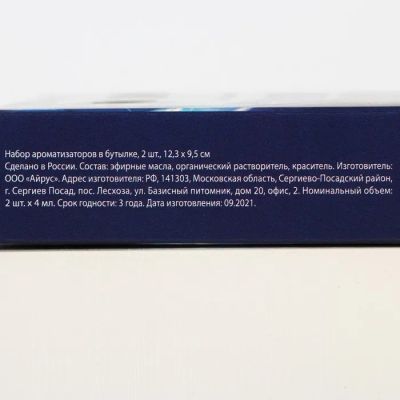 Набор ароматизаторов в бутылке, 2 шт., 12,3 х 9,5 см
Сделано в России. Состав: эфирные масла, органический растворитель, краситель. Изготовитель:
ООО «Айрус». Адрес изготовителя: РФ, 141303, Московская область, Сергиево-Посадский район,
г. Сергиев Посад, пос. Лесхоза, ул. Базисный питомник, дом 20, офис, 2. Номинальный объем:
2 шт. х 4 мл. Срок годности: 3 года. Дата изготовления: 09.2021.